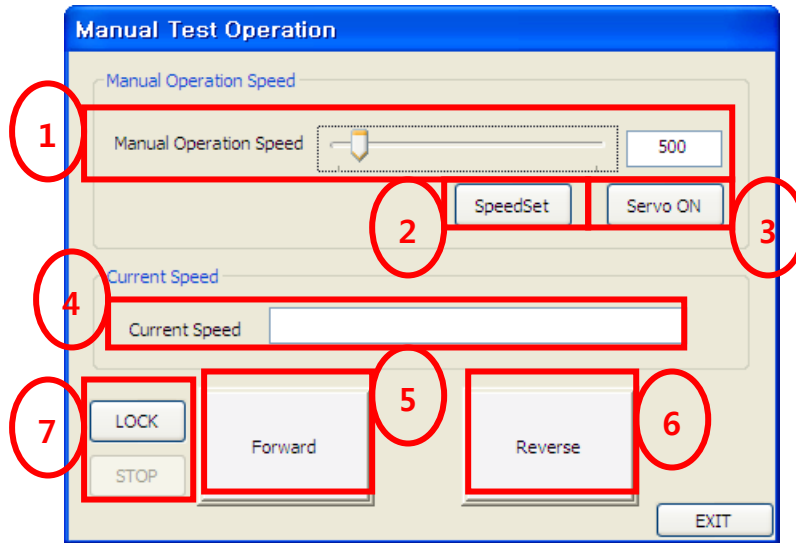 Manual Test Operation
Manual Operation Speed
1
Manual Operation Speed
500
2
SpeedSet
Servo ON
3
Current Speed
4
Current Speed
5
6
7
LOCK
Forward
Reverse
STOP
EXIT